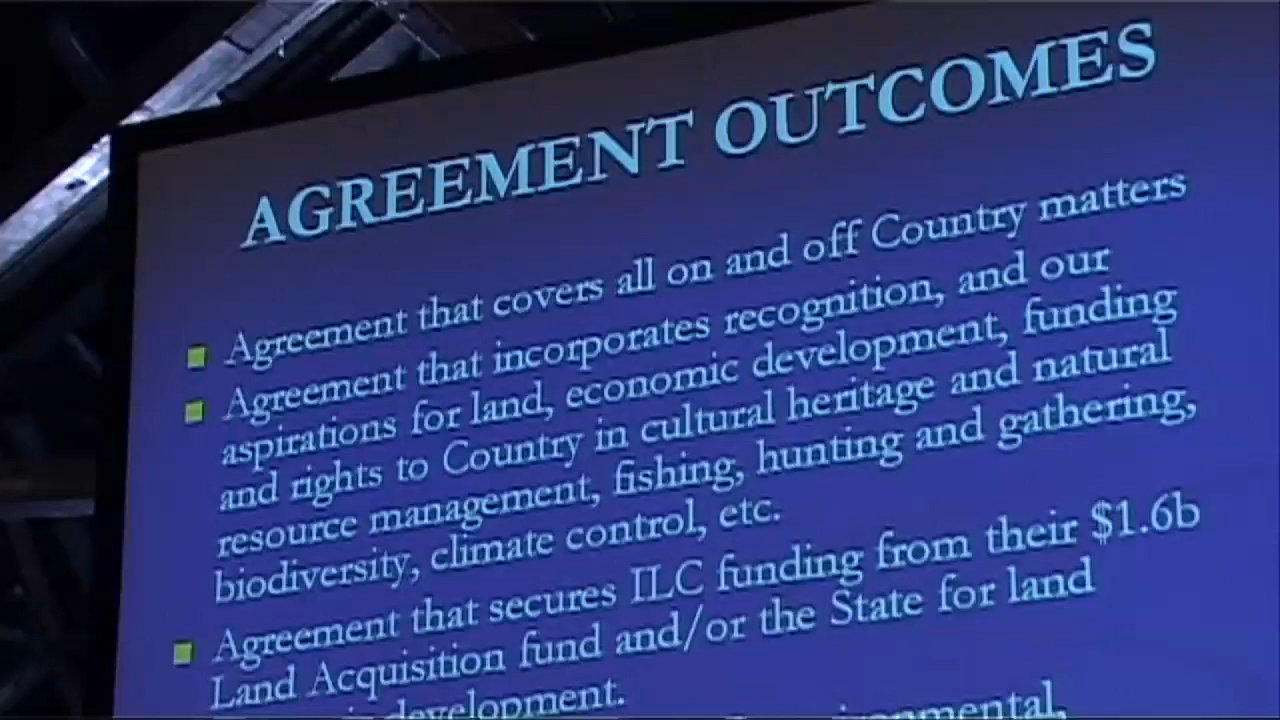 AGREEMENT OUTCOMES
Agreement that covers all on and off Country matters
Agreement that incorporates recognition, and our
aspirations for land, economic development, funding
and rights to Country in cultural heritage and natural
resource management, fishing, hunting and gathering,
biodiversity, climate control, etc.
Agreement that secures ILC funding from their $1.6b
Land Acquisition fund and/or the State for land
development.